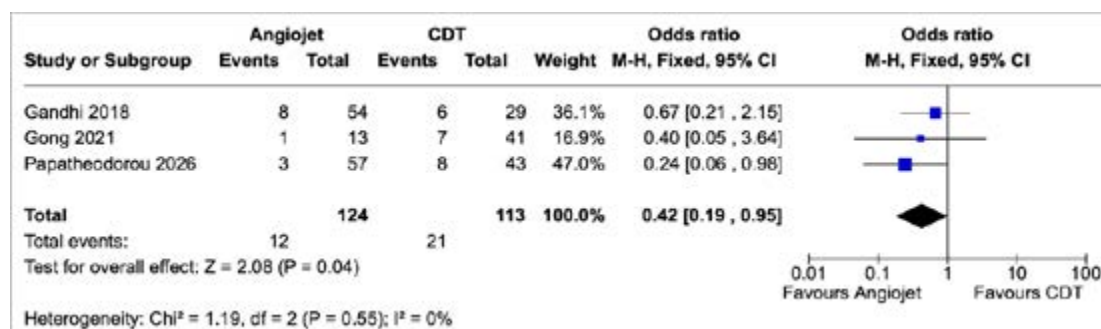 Angiojet CDT Odds ratio Odds ratio
Study or Subgroup Events Total Events Total Weight M-H, Fixed, 95% CI M-H, Fixed, 95% CI
Gandhi 2018 8 54 6 29 36.1% 0.67 [0.21 , 2.15]
Gong 2021 1 13 7 41 16.9% 0.40 [0.05 , 3.64]
Papatheodorou 2026 3 57 8 43 47.0% 0.24 [0.06 , 0.98]
Total 124 113 100.0% 0.42 [0.19 , 0.95]
Total events: 12 21
Test for overall effect: Z = 2.08 (P = 0.04)
0.01 0.1 1 10 100
Favours Angiojet Favours CDT
Heterogeneity: Chi² = 1.19, df = 2 (P = 0.55); I² = 0%